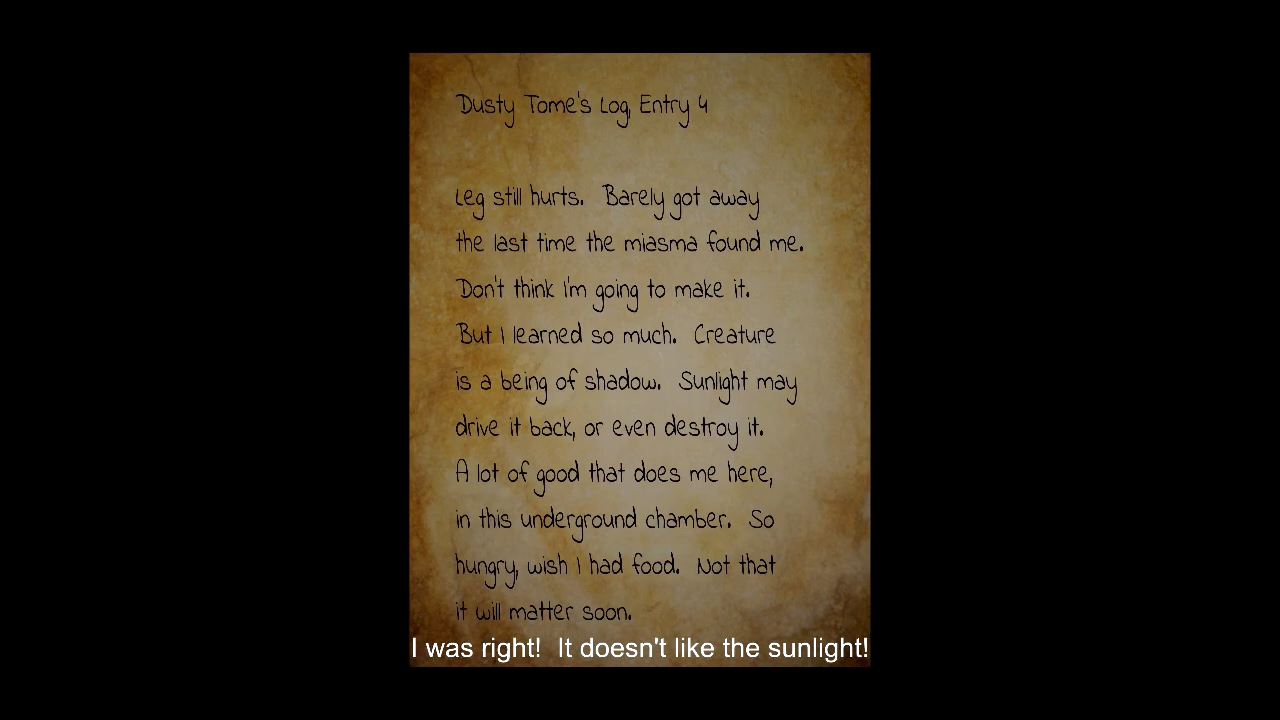 Dusty Tome's Log, Entry 4
Leg still hurts.  Barely got away
the last time the miasma found me.
Don't think I'm going to make it.
But I learned so much.  Creature
is a being of shadow.  Sunlight may
drive it back, or even destroy it.
A lot of good that does me here,
in this underground chamber.  So
hungry, wish I had food.  Not that
it will matter soon.
I was right!  It doesn't like the sunlight!